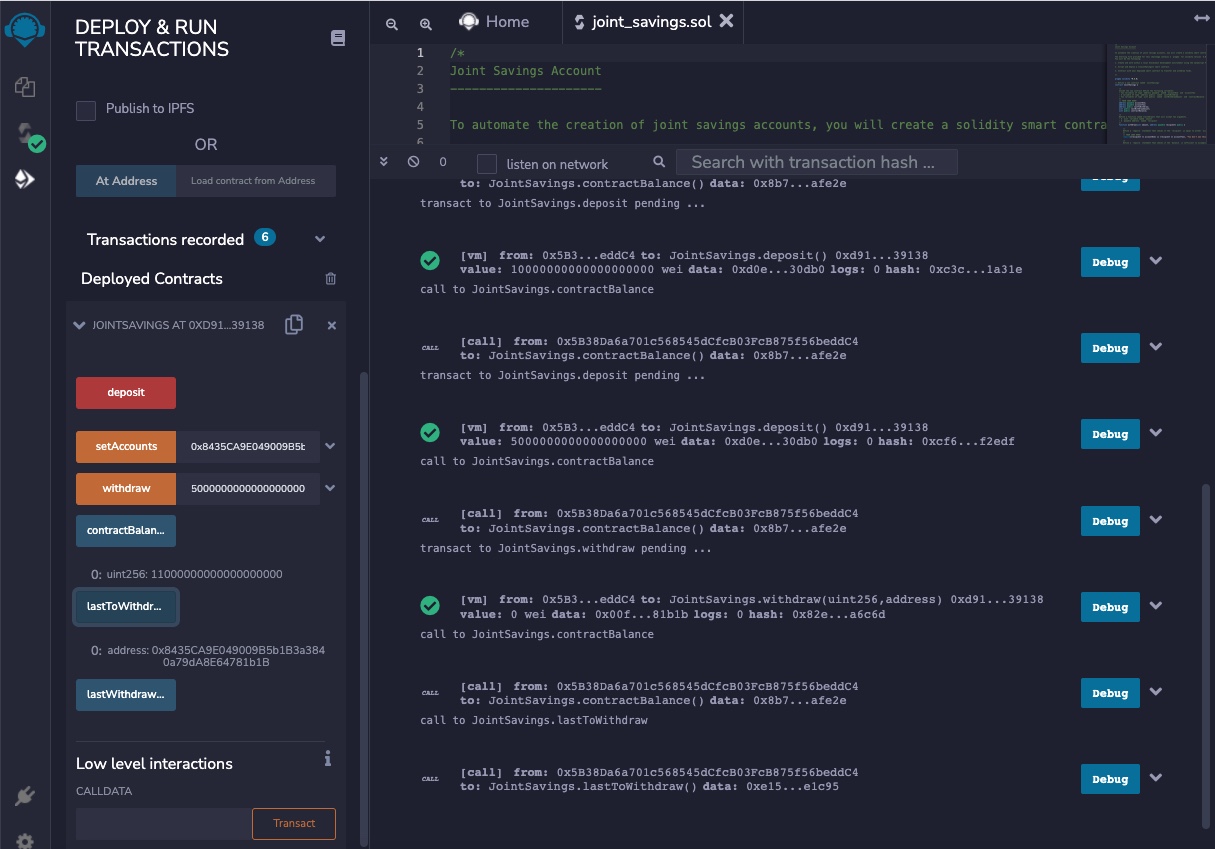 DEPLOY & RUN
TRANSACTIONS
Publish to IPFS
OR
At Address
Load contract from Address
Transactions recorded 6
Deployed Contracts
JOINTSAVINGS AT 0XD91...39138
deposit
setAccounts
0x8435CA9E049009B5b
withdraw
5000000000000000000
contractBalan...
0: uint256: 11000000000000000000
lastToWithdr...
0: address: 0x8435CA9E049009B5b1B3a384
0a79dA8E64781b1B
lastWithdraw...
Low level interactions
CALLDATA
Transact
Home
joint_savings.sol
1 /*
2 Joint Savings Account
3 ---------------------
4
5 To automate the creation of joint savings accounts, you will create a solidity smart contra
6
0
listen on network
Search with transaction hash ...
to: JointSavings.contractBalance() data: 0x8b7...afe2e
Debug
transact to JointSavings.deposit pending ...
[vm] from: 0x5B3...eddC4 to: JointSavings.deposit() 0xd91...39138
value: 10000000000000000000 wei data: 0xd0e...30db0 logs: 0 hash: 0xc3c...1a31e
Debug
call to JointSavings.contractBalance
CALL
[call] from: 0x5B38Da6a701c568545dCfcB03FcB875f56beddC4
to: JointSavings.contractBalance() data: 0x8b7...afe2e
Debug
transact to JointSavings.deposit pending ...
[vm] from: 0x5B3...eddC4 to: JointSavings.deposit() 0xd91...39138
value: 5000000000000000000 wei data: 0xd0e...30db0 logs: 0 hash: 0xcf6...f2edf
Debug
call to JointSavings.contractBalance
CALL
[call] from: 0x5B38Da6a701c568545dCfcB03FcB875f56beddC4
to: JointSavings.contractBalance() data: 0x8b7...afe2e
Debug
transact to JointSavings.withdraw pending ...
[vm] from: 0x5B3...eddC4 to: JointSavings.withdraw(uint256,address) 0xd91...39138
value: 0 wei data: 0x00f...81b1b logs: 0 hash: 0x82e...a6c6d
Debug
call to JointSavings.contractBalance
CALL
[call] from: 0x5B38Da6a701c568545dCfcB03FcB875f56beddC4
to: JointSavings.contractBalance() data: 0x8b7...afe2e
Debug
call to JointSavings.lastToWithdraw
CALL
[call] from: 0x5B38Da6a701c568545dCfcB03FcB875f56beddC4
to: JointSavings.lastToWithdraw() data: 0xe15...e1c95
Debug